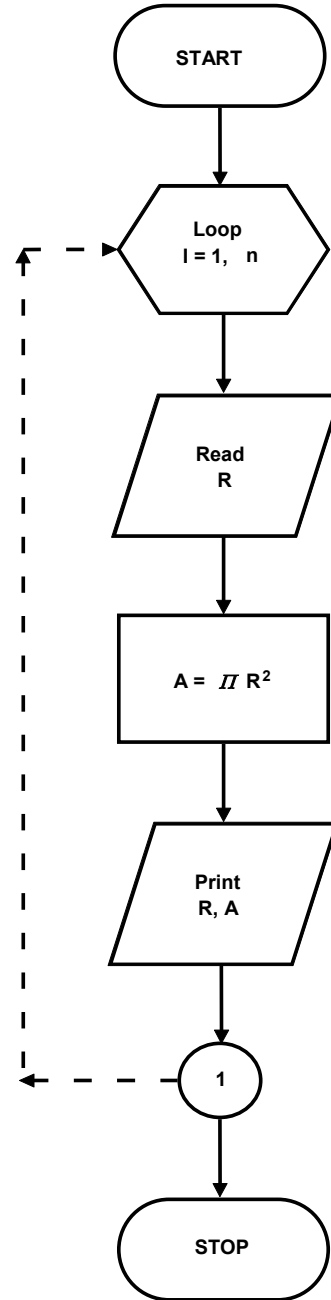 START
Loop
I = 1, n
Read
R
A = Π R²
Print
R, A
1
STOP